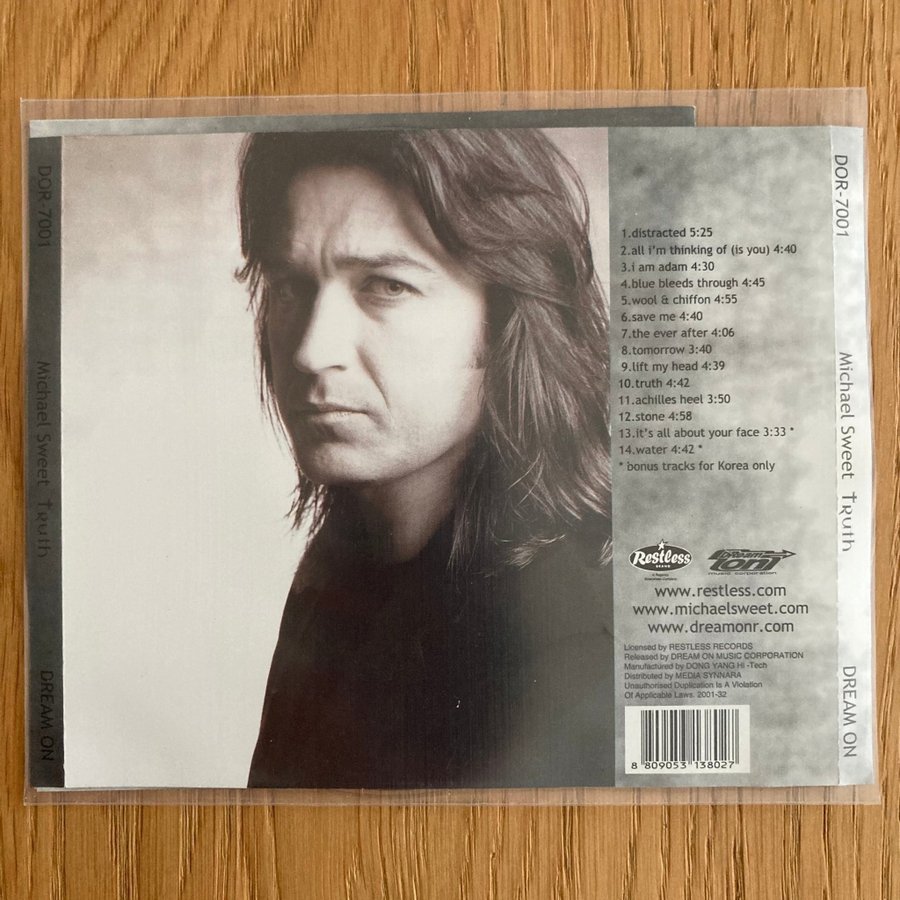 DOR-7001
Michael Sweet Truth
DREAM ON
1.distracted 5:25
2.all i'm thinking of (is you) 4:40
3.i am adam 4:30
4.blue bleeds through 4:45
5.wool & chiffon 4:55
6.save me 4:40
7.the ever after 4:06
8.tomorrow 3:40
9.lift my head 4:39
10.truth 4:42
11.achilles heel 3:50
12.stone 4:58
13.it's all about your face 3:33 *
14.water 4:42 *
* bonus tracks for Korea only
Restless
BRAND
DReam
on!
music corporation
www.restless.com
www.michaelsweet.com
www.dreamonr.com
Licensed by RESTLESS RECORDS
Released by DREAM ON MUSIC CORPORATION
Manufactured by DONG YANG HI -Tech
Distributed by MEDIA SYNNARA
Unauthorised Duplication Is A Violation
Of Applicable Laws. 2001-32
8 809053 138027
DOR-7001
Michael Sweet Truth
DREAM ON